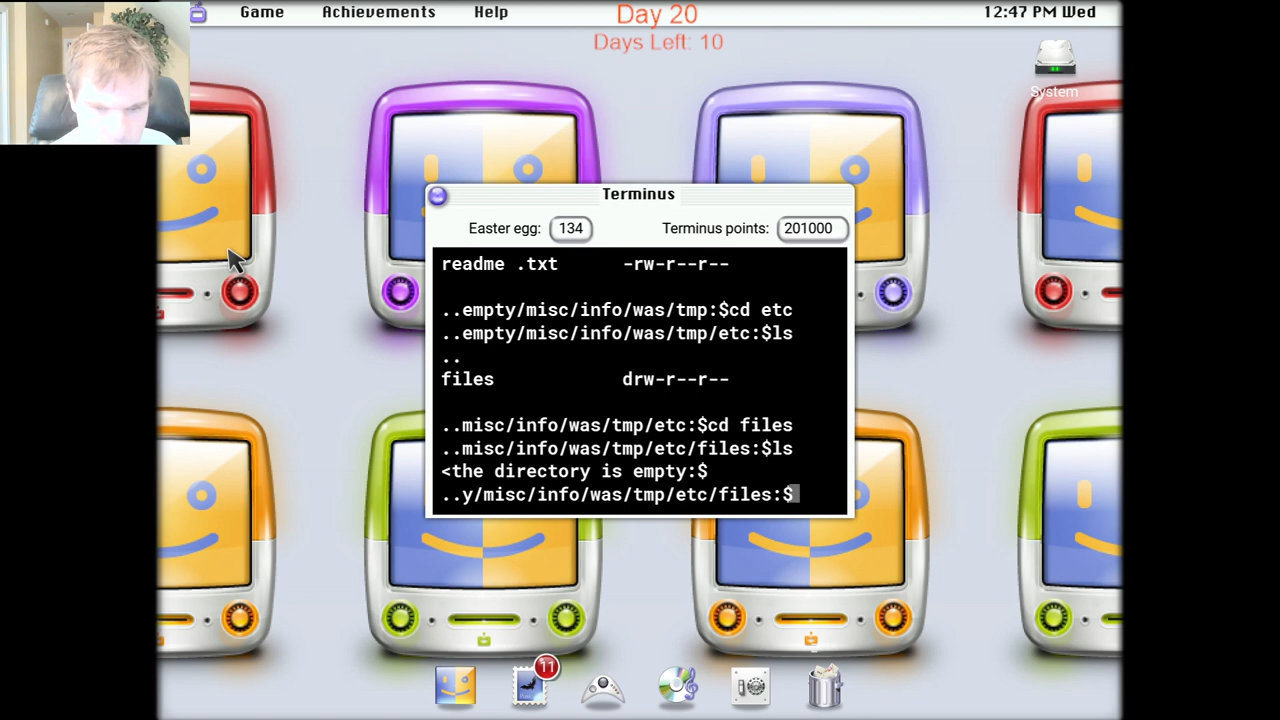 Game
Achievements
Help
Day 20
Days Left: 10
12:47 PM Wed
System
Terminus
Easter egg: 134
Terminus points: 201000
readme .txt -rw-r--r--
..empty/misc/info/was/tmp:$cd etc
..empty/misc/info/was/tmp/etc:$ls
..
files drw-r--r--
..misc/info/was/tmp/etc:$cd files
..misc/info/was/tmp/etc/files:$ls
<the directory is empty:$
..y/misc/info/was/tmp/etc/files:$
11